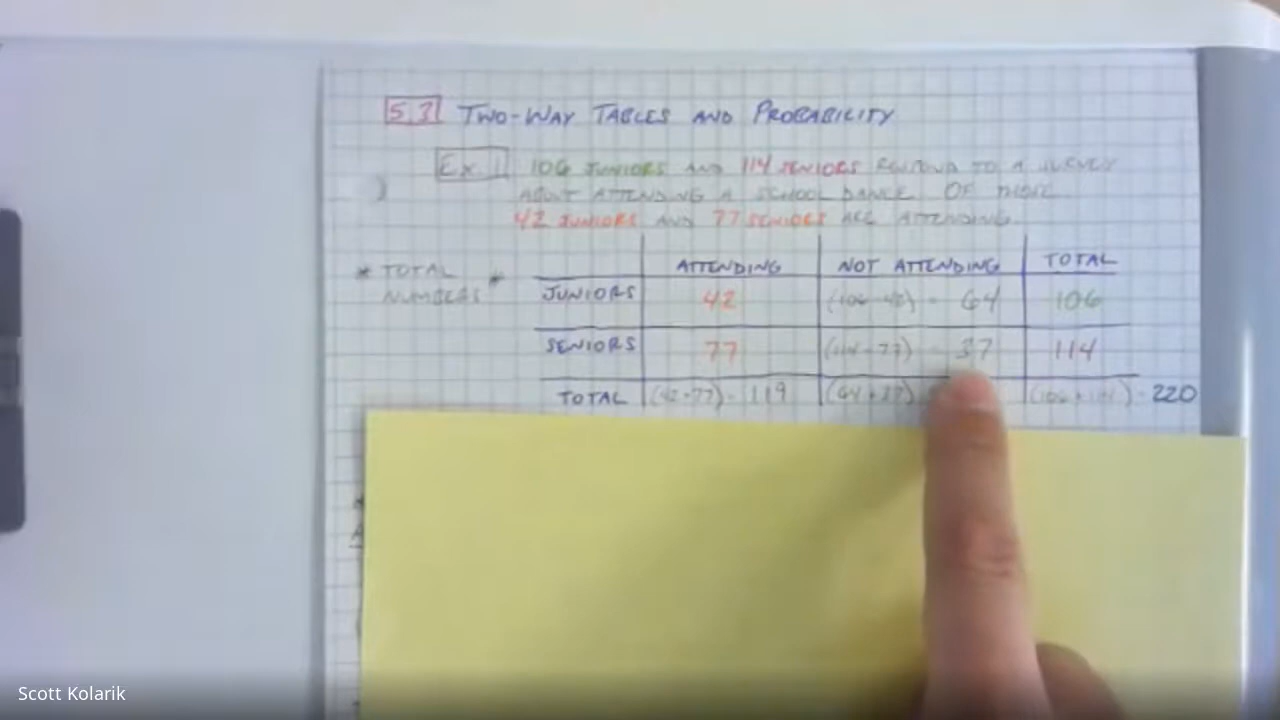 5.3 TWO-WAY TABLES AND PROBABILITY
Ex 1 106 JUNIORS AND 114 SENIORS RESPOND TO A SURVEY
ABOUT ATTENDING A SCHOOL DANCE. OF THOSE
42 JUNIORS AND 77 SENIORS ARE ATTENDING.
* TOTAL NUMBERS *
ATTENDING NOT ATTENDING TOTAL
JUNIORS 42 (106-42) = 64 106
SENIORS 77 (114-77) = 37 114
TOTAL (42+77) = 119 (64+37) (106+114) = 220
Scott Kolarik